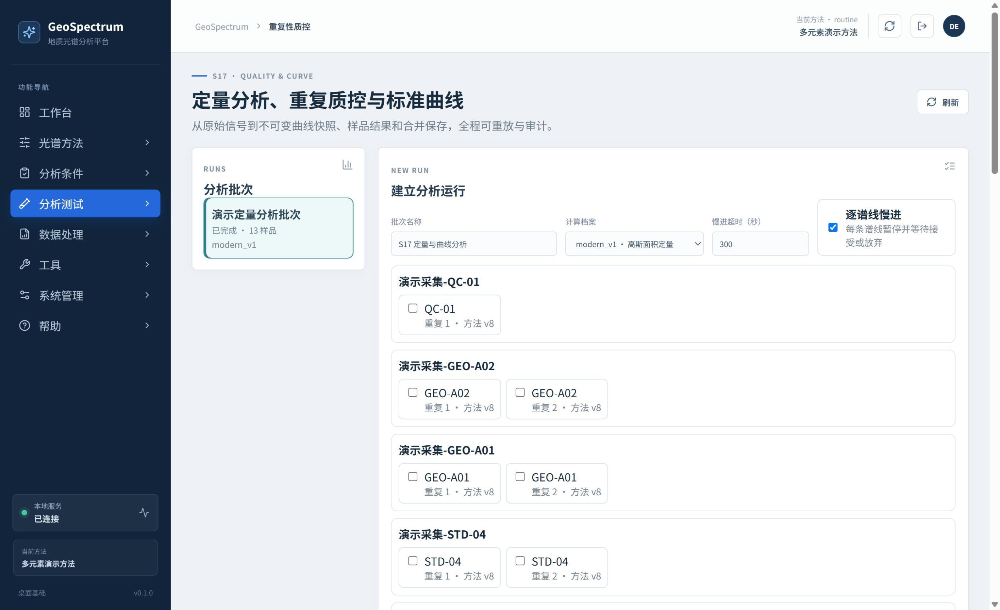 GeoSpectrum
地质光谱分析平台
功能导航
工作台
光谱方法
分析条件
分析测试
数据处理
工具
系统管理
帮助
本地服务
已连接
当前方法
多元素演示方法
桌面基础
v0.1.0
GeoSpectrum > 重复性质控
当前方法 · routine
多元素演示方法
DE
S17 · QUALITY & CURVE
定量分析、重复质控与标准曲线
从原始信号到不可变曲线快照、样品结果和合并保存，全程可重放与审计。
刷新
RUNS
分析批次
演示定量分析批次
已完成 · 13 样品
modern_v1
NEW RUN
建立分析运行
批次名称
S17 定量与曲线分析
计算档案
modern_v1 · 高斯面积定量
慢进超时（秒）
300
逐谱线慢进
每条谱线暂停并等待接
受或放弃
演示采集-QC-01
QC-01
重复 1 · 方法 v8
演示采集-GEO-A02
GEO-A02
重复 1 · 方法 v8
GEO-A02
重复 2 · 方法 v8
演示采集-GEO-A01
GEO-A01
重复 1 · 方法 v8
GEO-A01
重复 2 · 方法 v8
演示采集-STD-04
STD-04
重复 1 · 方法 v8
STD-04
重复 2 · 方法 v8